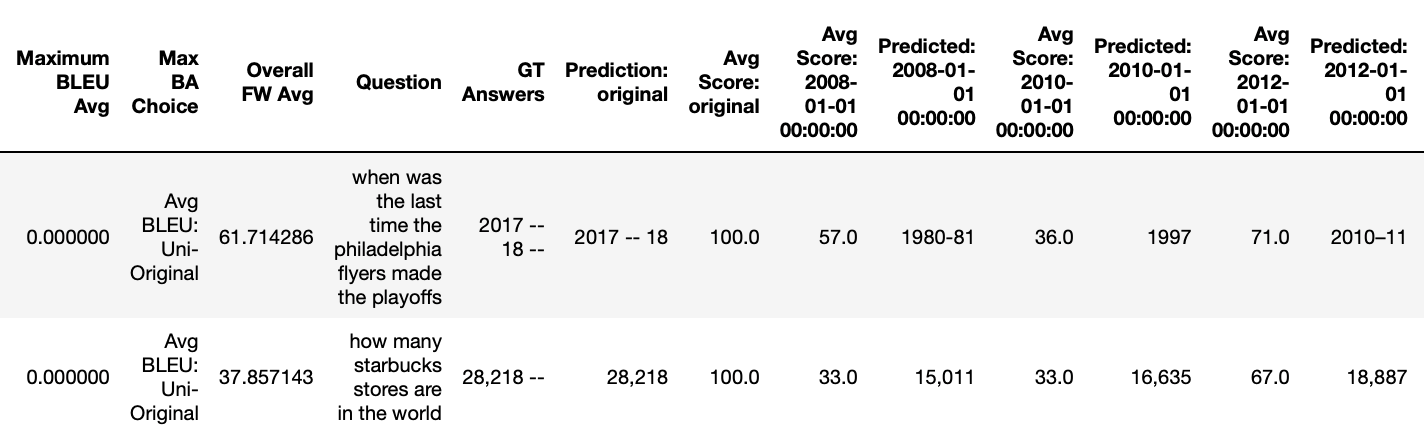 Maximum
BLEU
Avg
Max
BA
Choice
Overall
FW Avg
Question
GT
Answers
Prediction:
original
Avg
Score:
original
Avg
Score:
2008-
01-01
00:00:00
Predicted:
2008-01-
01
00:00:00
Avg
Score:
2010-
01-01
00:00:00
Predicted:
2010-01-
01
00:00:00
Avg
Score:
2012-
01-01
00:00:00
Predicted:
2012-01-
01
00:00:00
0.000000
Avg
BLEU:
Uni-
Original
61.714286
when was
the last
time the
philadelphia
flyers made
the playoffs
2017 --
18 --
2017 -- 18
100.0
57.0
1980-81
36.0
1997
71.0
2010–11
0.000000
Avg
BLEU:
Uni-
Original
37.857143
how many
starbucks
stores are
in the world
28,218 --
28,218
100.0
33.0
15,011
33.0
16,635
67.0
18,887